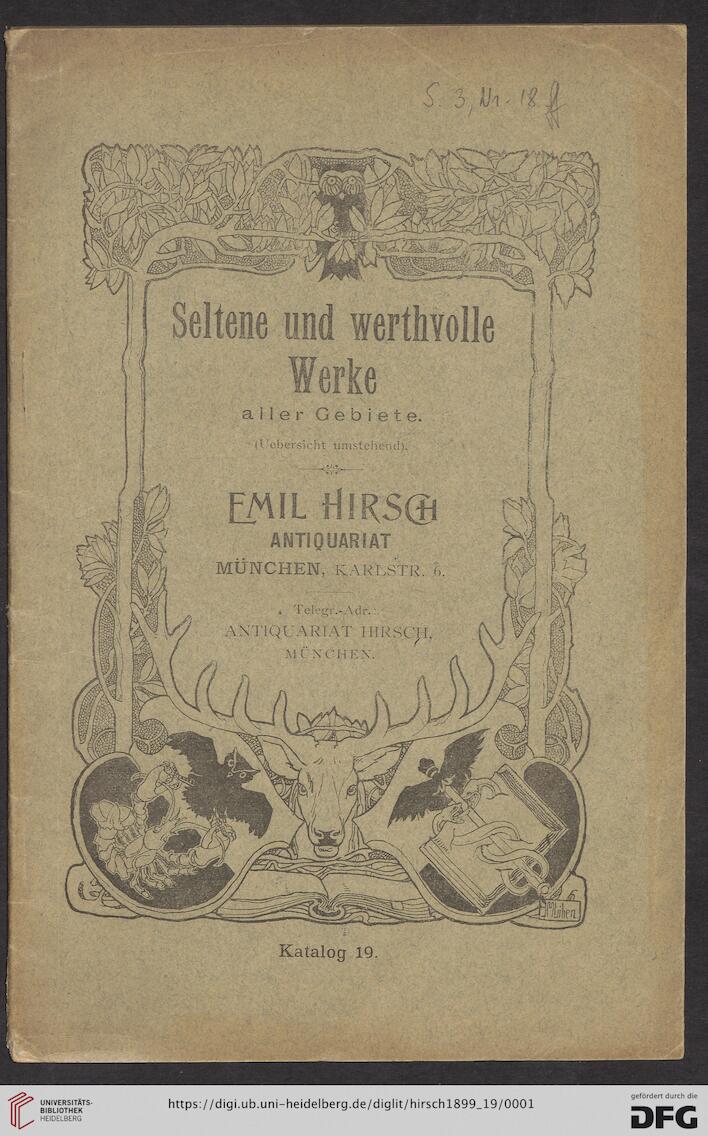 S. 3, Nr. 18 ff
Seltene und werthvolle
Werke
aller Gebiete.
(Uebersicht umstehend).
EMIL HIRSCH
ANTIQUARIAT
MÜNCHEN, KARLSTR. 6.
Telegr.-Adr.:
ANTIQUARIAT HIRSCH,
MÜNCHEN.
Katalog 19.
UNIVERSITÄTS-
BIBLIOTHEK
HEIDELBERG
https://digi.ub.uni-heidelberg.de/diglit/hirsch1899_19/0001
gefördert durch die
DFG